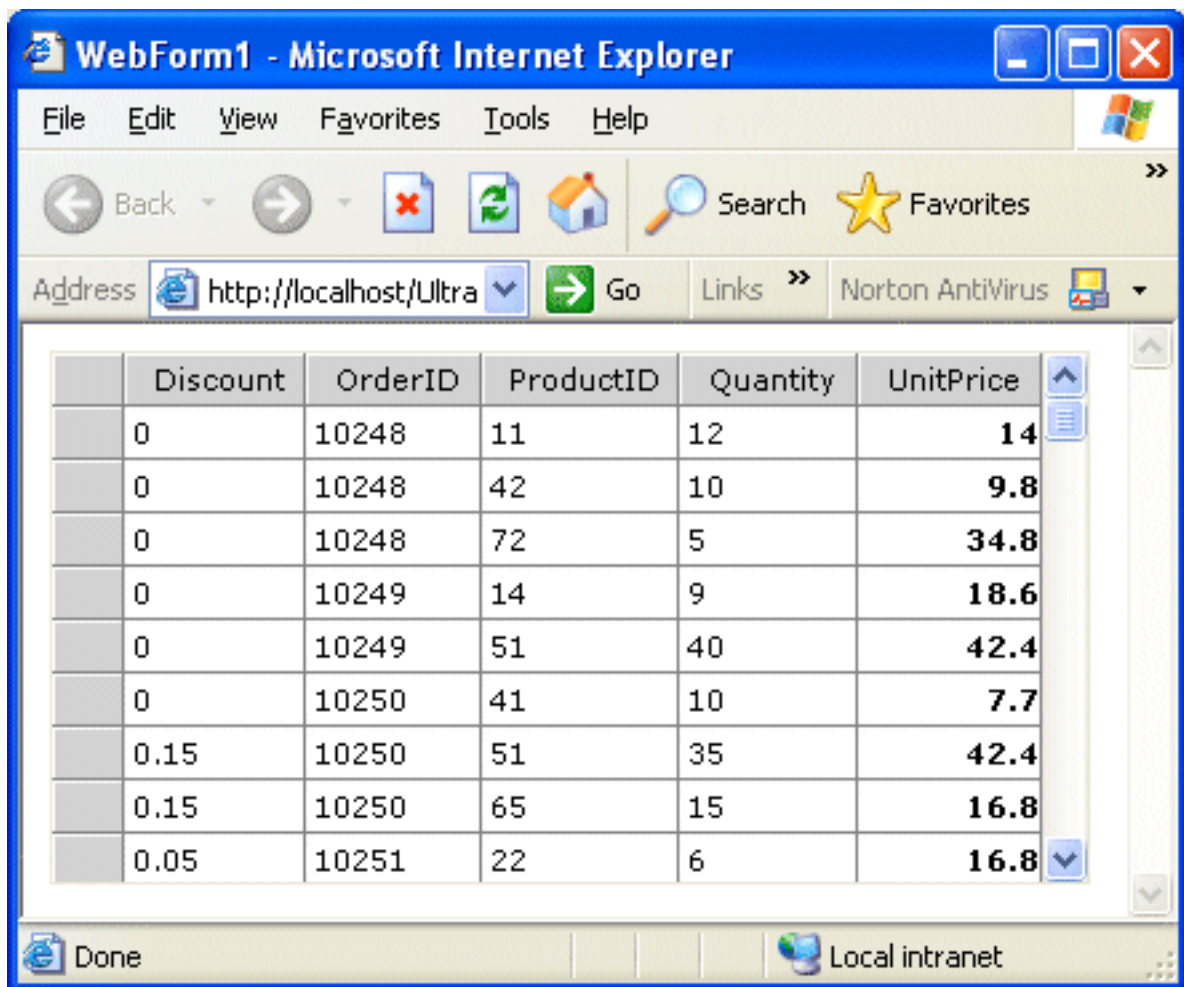 WebForm1 - Microsoft Internet Explorer
File Edit View Favorites Tools Help
Back Search Favorites
Address http://localhost/Ultra Go Links Norton AntiVirus
Discount OrderID ProductID Quantity UnitPrice
0 10248 11 12 14
0 10248 42 10 9.8
0 10248 72 5 34.8
0 10249 14 9 18.6
0 10249 51 40 42.4
0 10250 41 10 7.7
0.15 10250 51 35 42.4
0.15 10250 65 15 16.8
0.05 10251 22 6 16.8
Done Local intranet